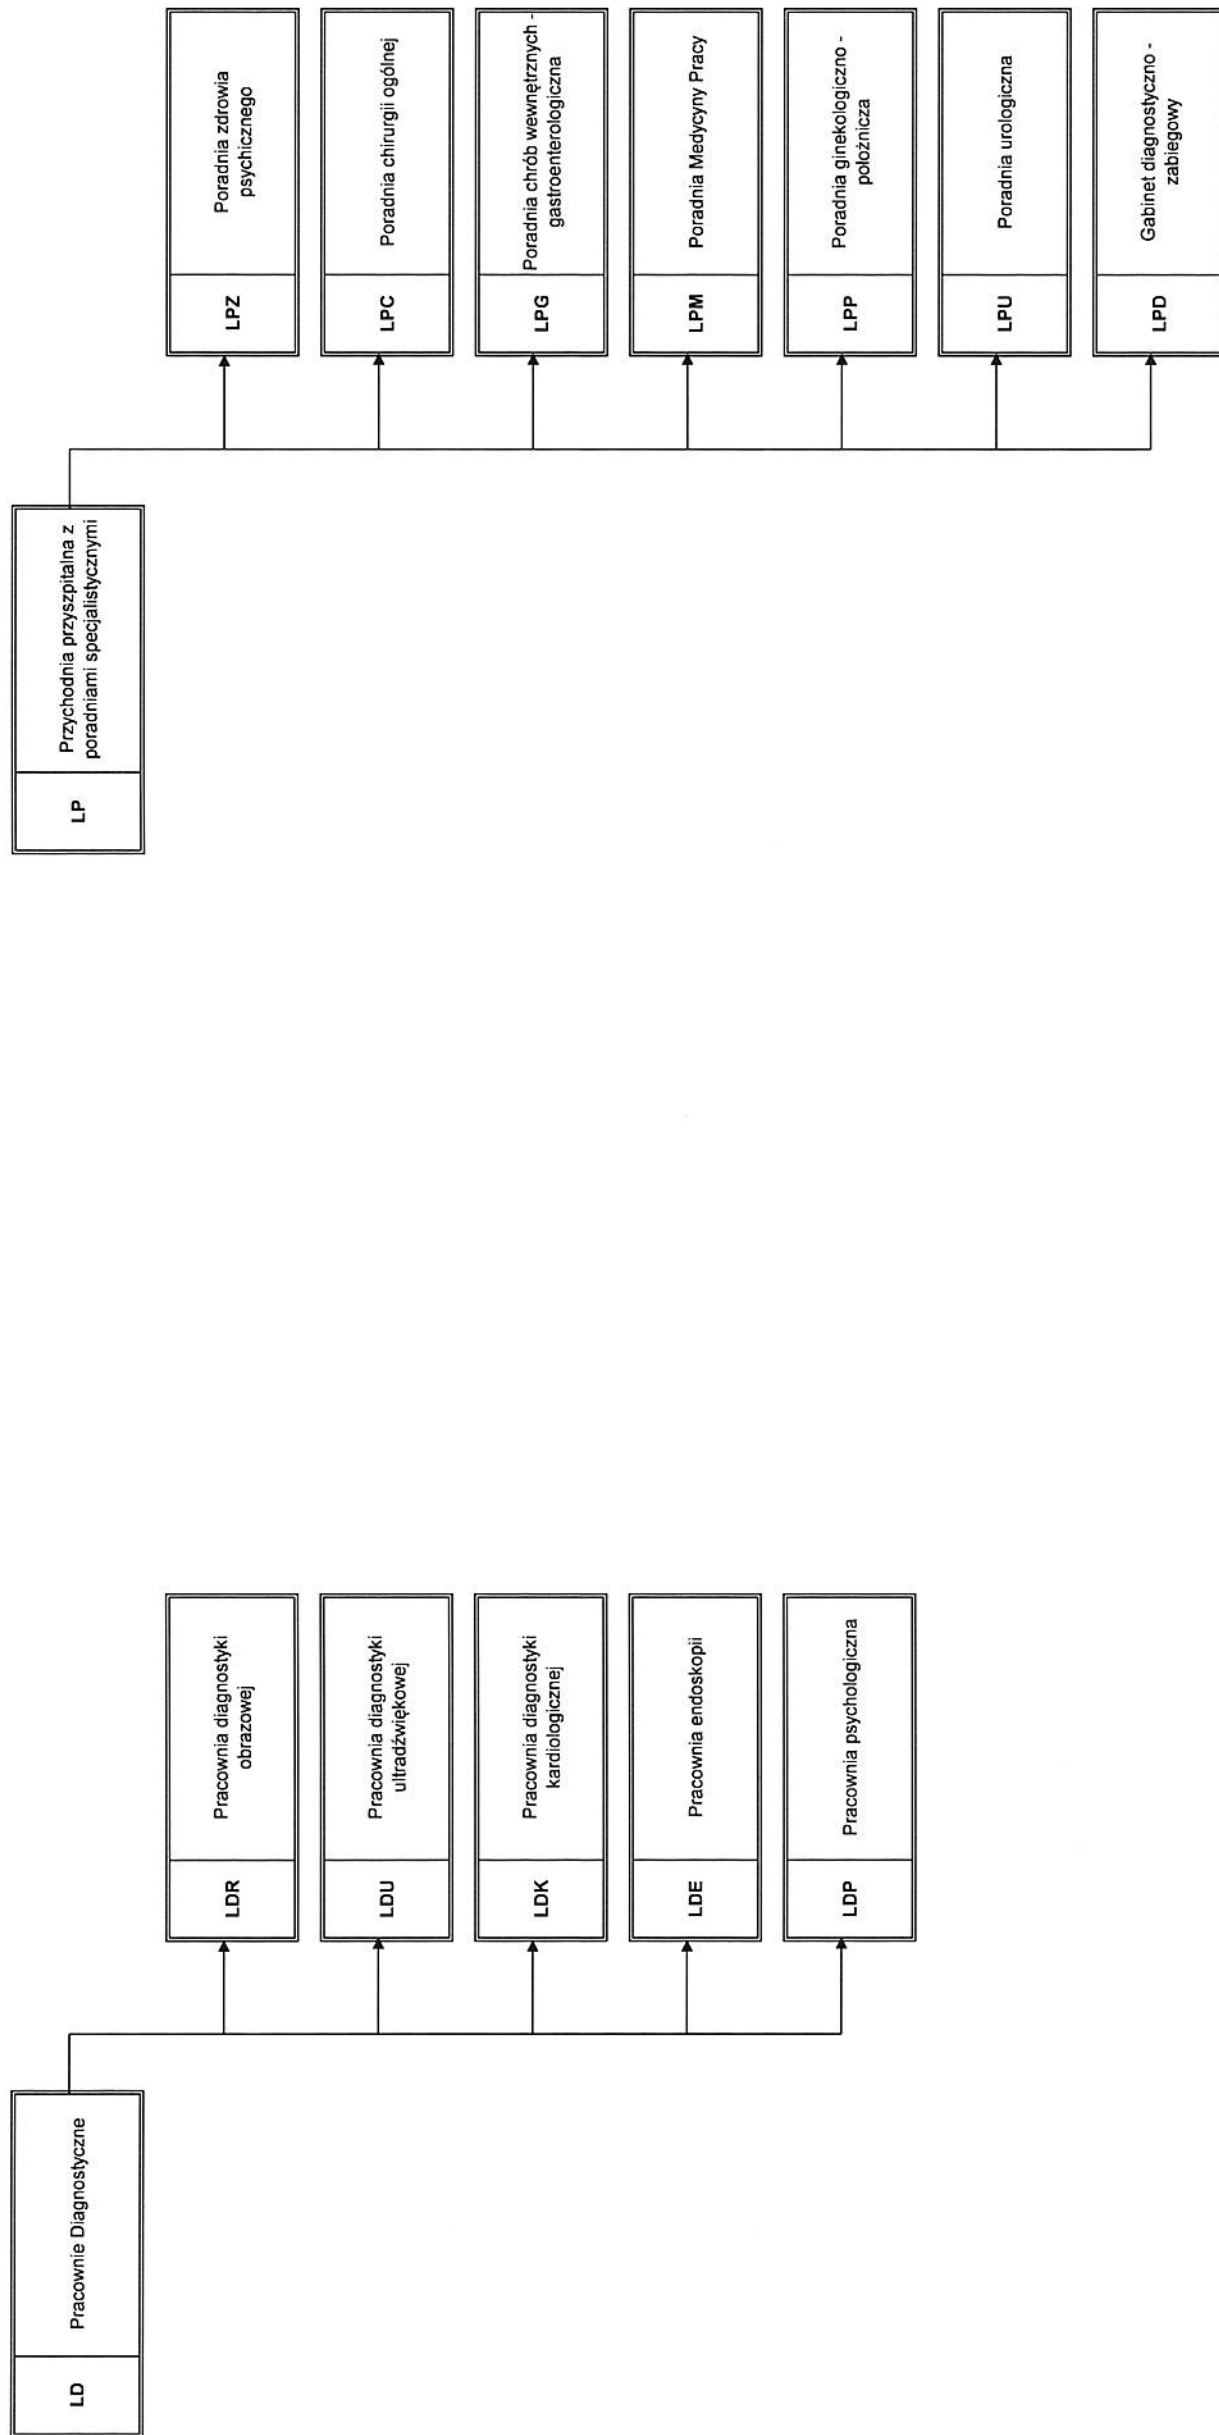 LD
Pracownie Diagnostyczne
LDR
Pracownia diagnostyki
obrazowej
LDU
Pracownia diagnostyki
ultradźwiękowej
LDK
Pracownia diagnostyki
kardiologicznej
LDE
Pracownia endoskopii
LDP
Pracownia psychologiczna
LP
Przychodnia przyszpitalna z
poradniami specjalistycznymi
LPZ
Poradnia zdrowia
psychicznego
LPC
Poradnia chirurgii ogólnej
LPG
Poradnia chrób wewnętrznych -
gastroenterologiczna
LPM
Poradnia Medycyny Pracy
LPP
Poradnia ginekologiczno -
położnicza
LPU
Poradnia urologiczna
LPD
Gabinet diagnostyczno -
zabiegowy